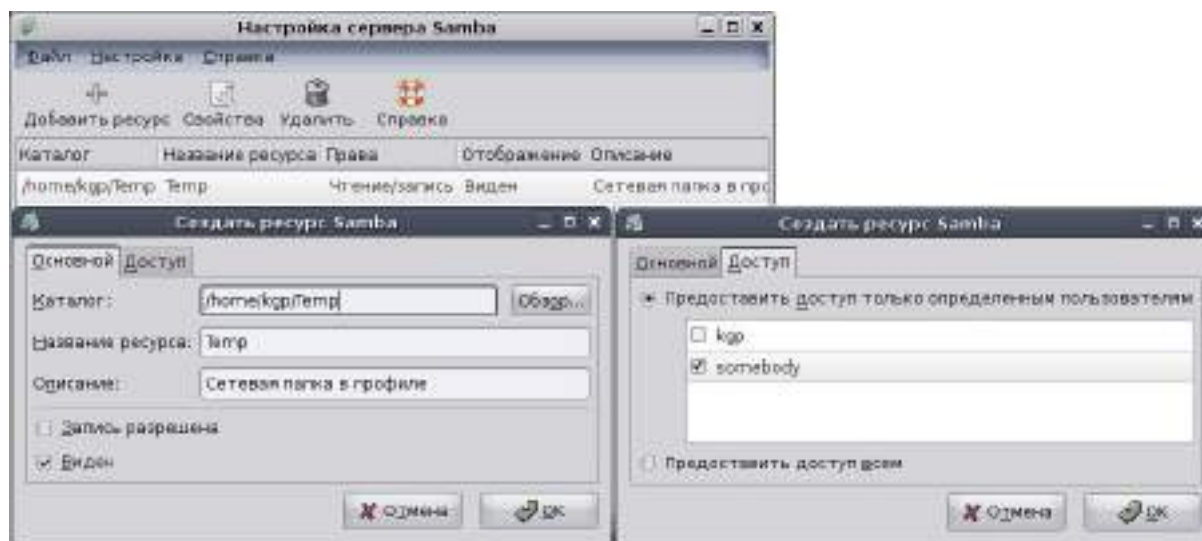 Настройка сервера Samba
Файл Настройка Справка
Добавить ресурс Свойства Удалить Справка
Каталог Название ресурса Права Отображение Описание
/home/kgp/Temp Temp Чтение/запись Виден Сетевая папка в про
Создать ресурс Samba
Основной Доступ
Каталог: /home/kgp/Temp Обзор...
Название ресурса: Temp
Описание: Сетевая папка в профиле
Запись разрешена
Виден
Отмена OK
Создать ресурс Samba
Основной Доступ
Предоставить доступ только определенным пользователям
kgp
somebody
Предоставить доступ всем
Отмена OK